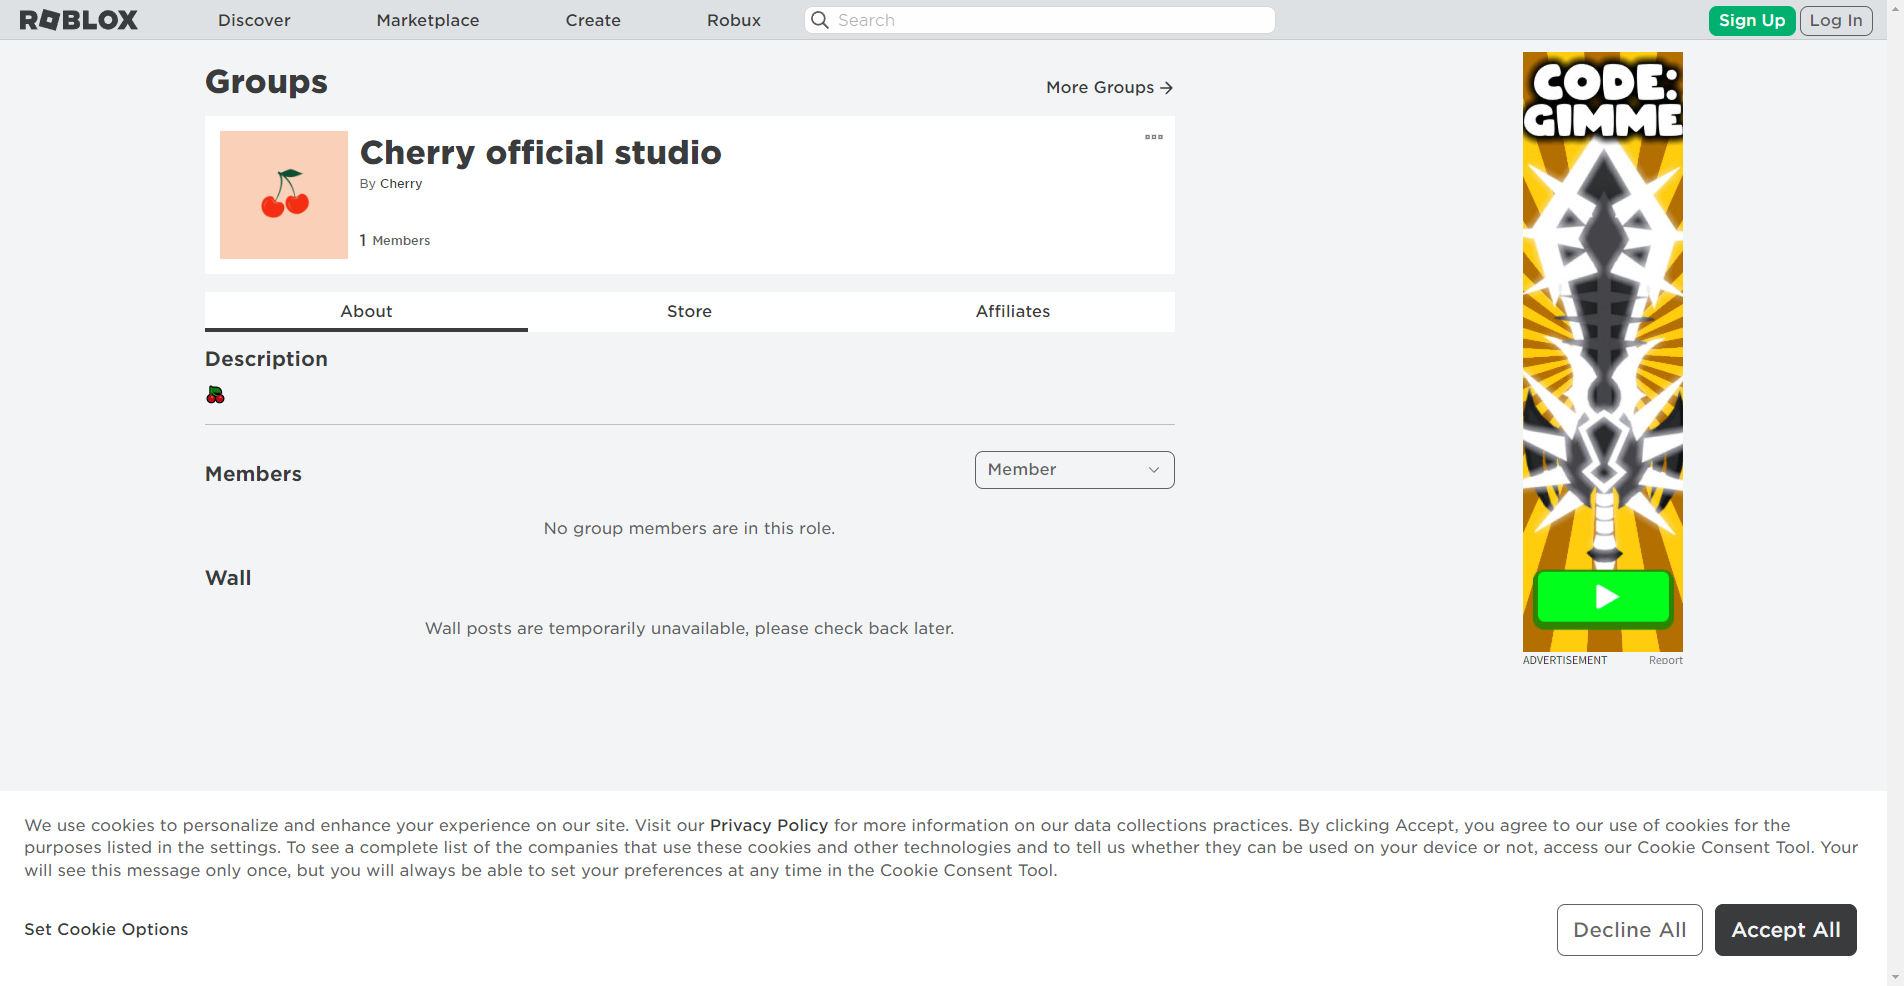 ROBLOX
Discover
Marketplace
Create
Robux
Search
Sign Up
Log In
Groups
More Groups →
Cherry official studio
By Cherry
1 Members
About
Store
Affiliates
Description
Members
Member
No group members are in this role.
Wall
Wall posts are temporarily unavailable, please check back later.
CODE:
GIMME
ADVERTISEMENT
Report
We use cookies to personalize and enhance your experience on our site. Visit our Privacy Policy for more information on our data collections practices. By clicking Accept, you agree to our use of cookies for the
purposes listed in the settings. To see a complete list of the companies that use these cookies and other technologies and to tell us whether they can be used on your device or not, access our Cookie Consent Tool. Your
will see this message only once, but you will always be able to set your preferences at any time in the Cookie Consent Tool.
Set Cookie Options
Decline All
Accept All